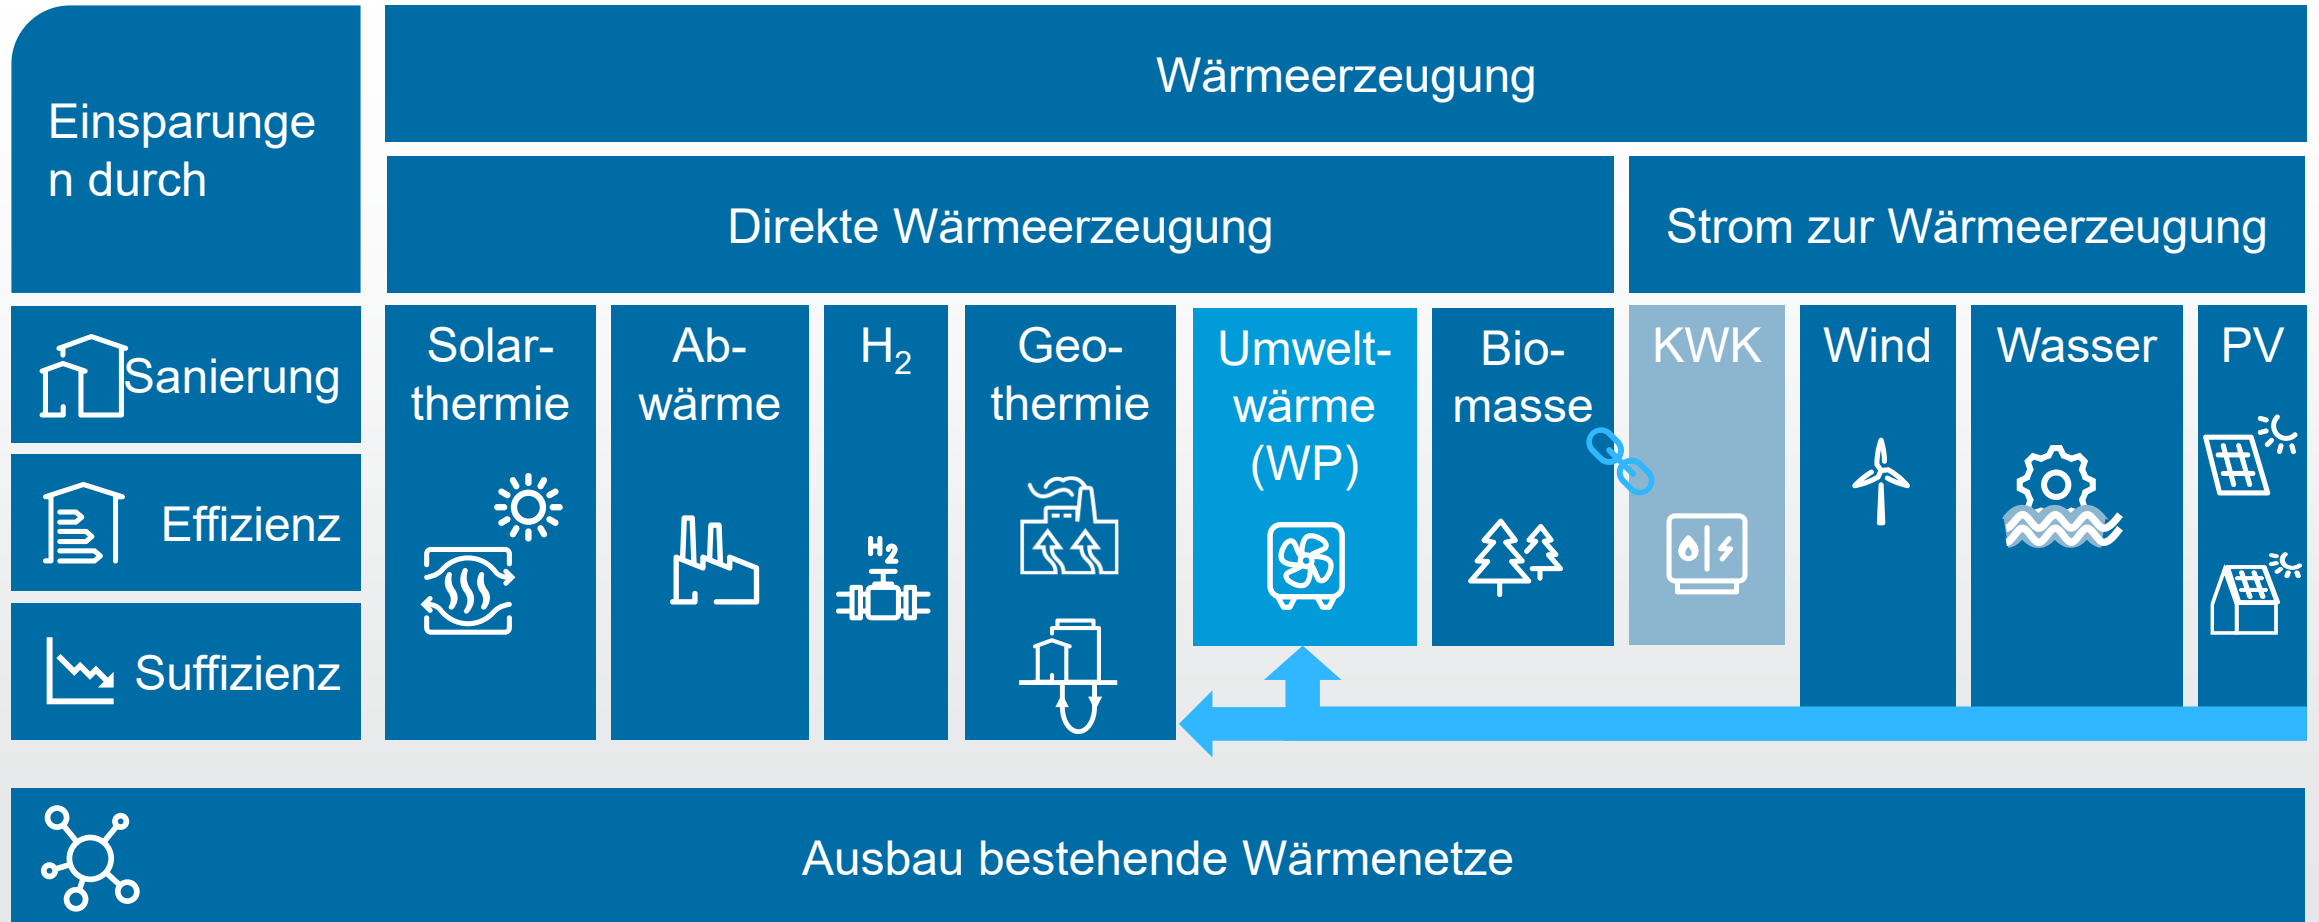 Einsparunge
n durch
Wärmeerzeugung
Direkte Wärmeerzeugung
Strom zur Wärmeerzeugung
Sanierung
Effizienz
Suffizienz
Solar-
thermie
Ab-
wärme
H₂
H2
Geo-
thermie
Umwelt-
wärme
(WP)
Bio-
masse
KWK
Wind
Wasser
PV
Ausbau bestehende Wärmenetze